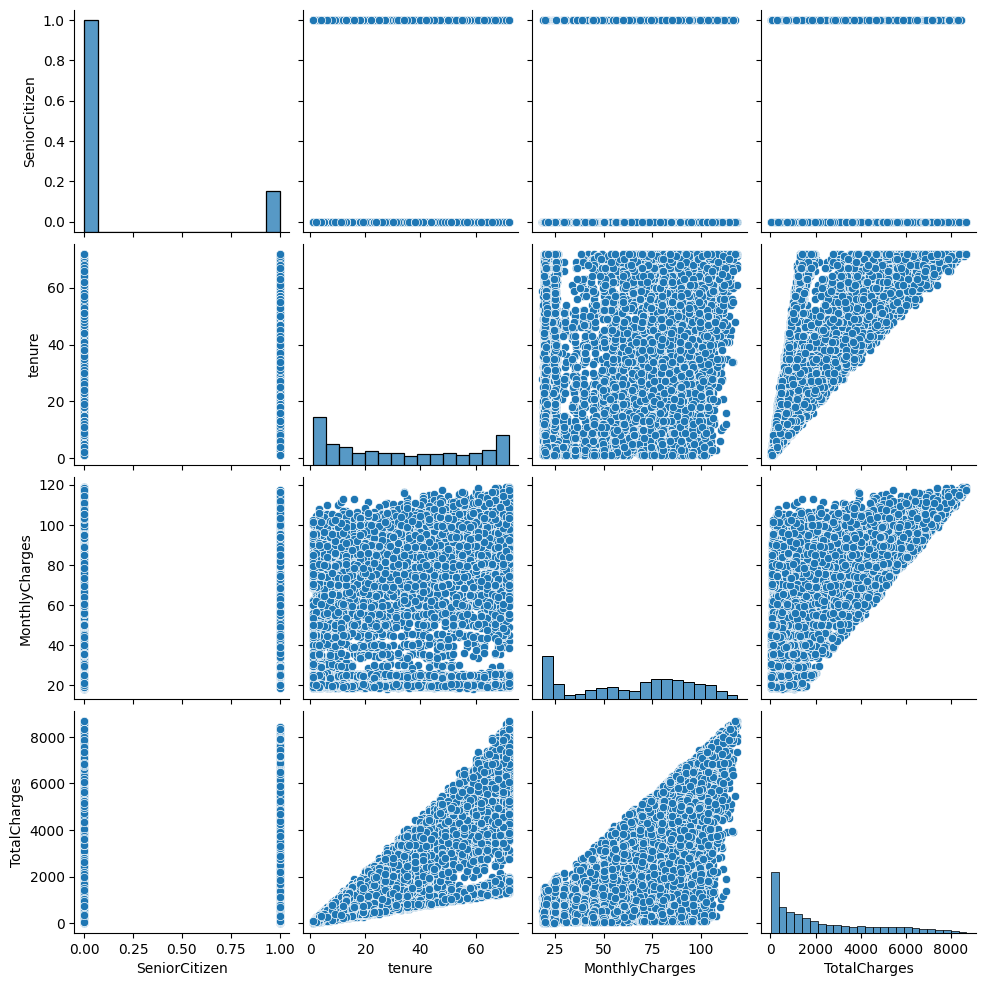 1.0
0.8
0.6
0.4
0.2
0.0
SeniorCitizen
60
40
20
0
tenure
120
100
80
60
40
20
MonthlyCharges
8000
6000
4000
2000
0
TotalCharges
0.00 0.25 0.50 0.75 1.00
0 20 40 60
25 50 75 100
0 2000 4000 6000 8000
SeniorCitizen
tenure
MonthlyCharges
TotalCharges